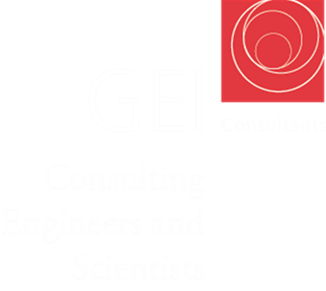 GEI
Consultants
Consulting
Engineers and
Scientists